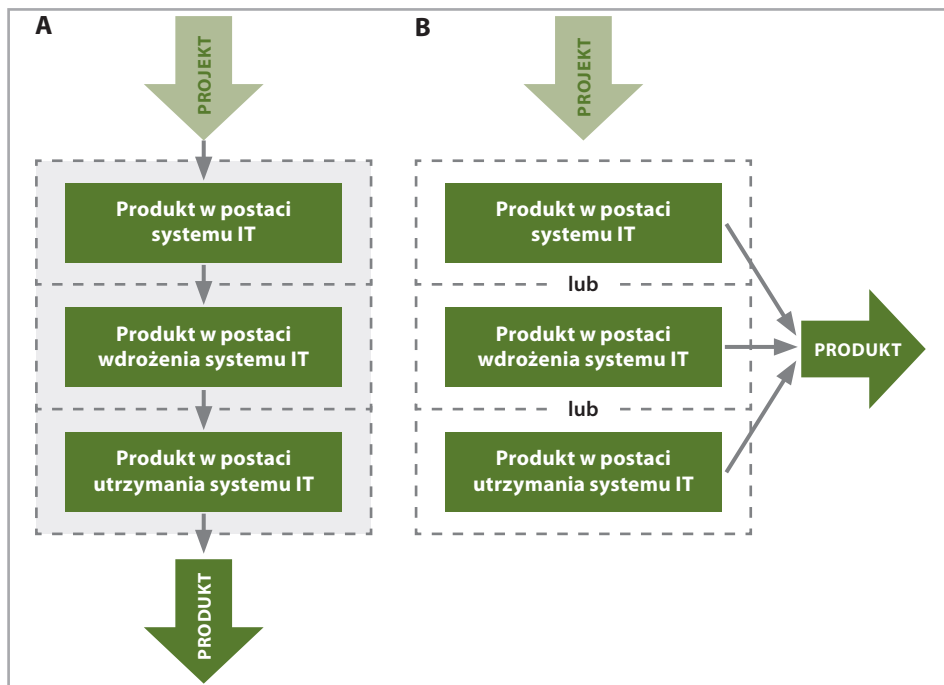 A
PROJEKT
Produkt w postaci
systemu IT
Produkt w postaci
wdrożenia systemu IT
Produkt w postaci
utrzymania systemu IT
PRODUKT
B
PROJEKT
Produkt w postaci
systemu IT
lub
Produkt w postaci
wdrożenia systemu IT
lub
Produkt w postaci
utrzymania systemu IT
PRODUKT